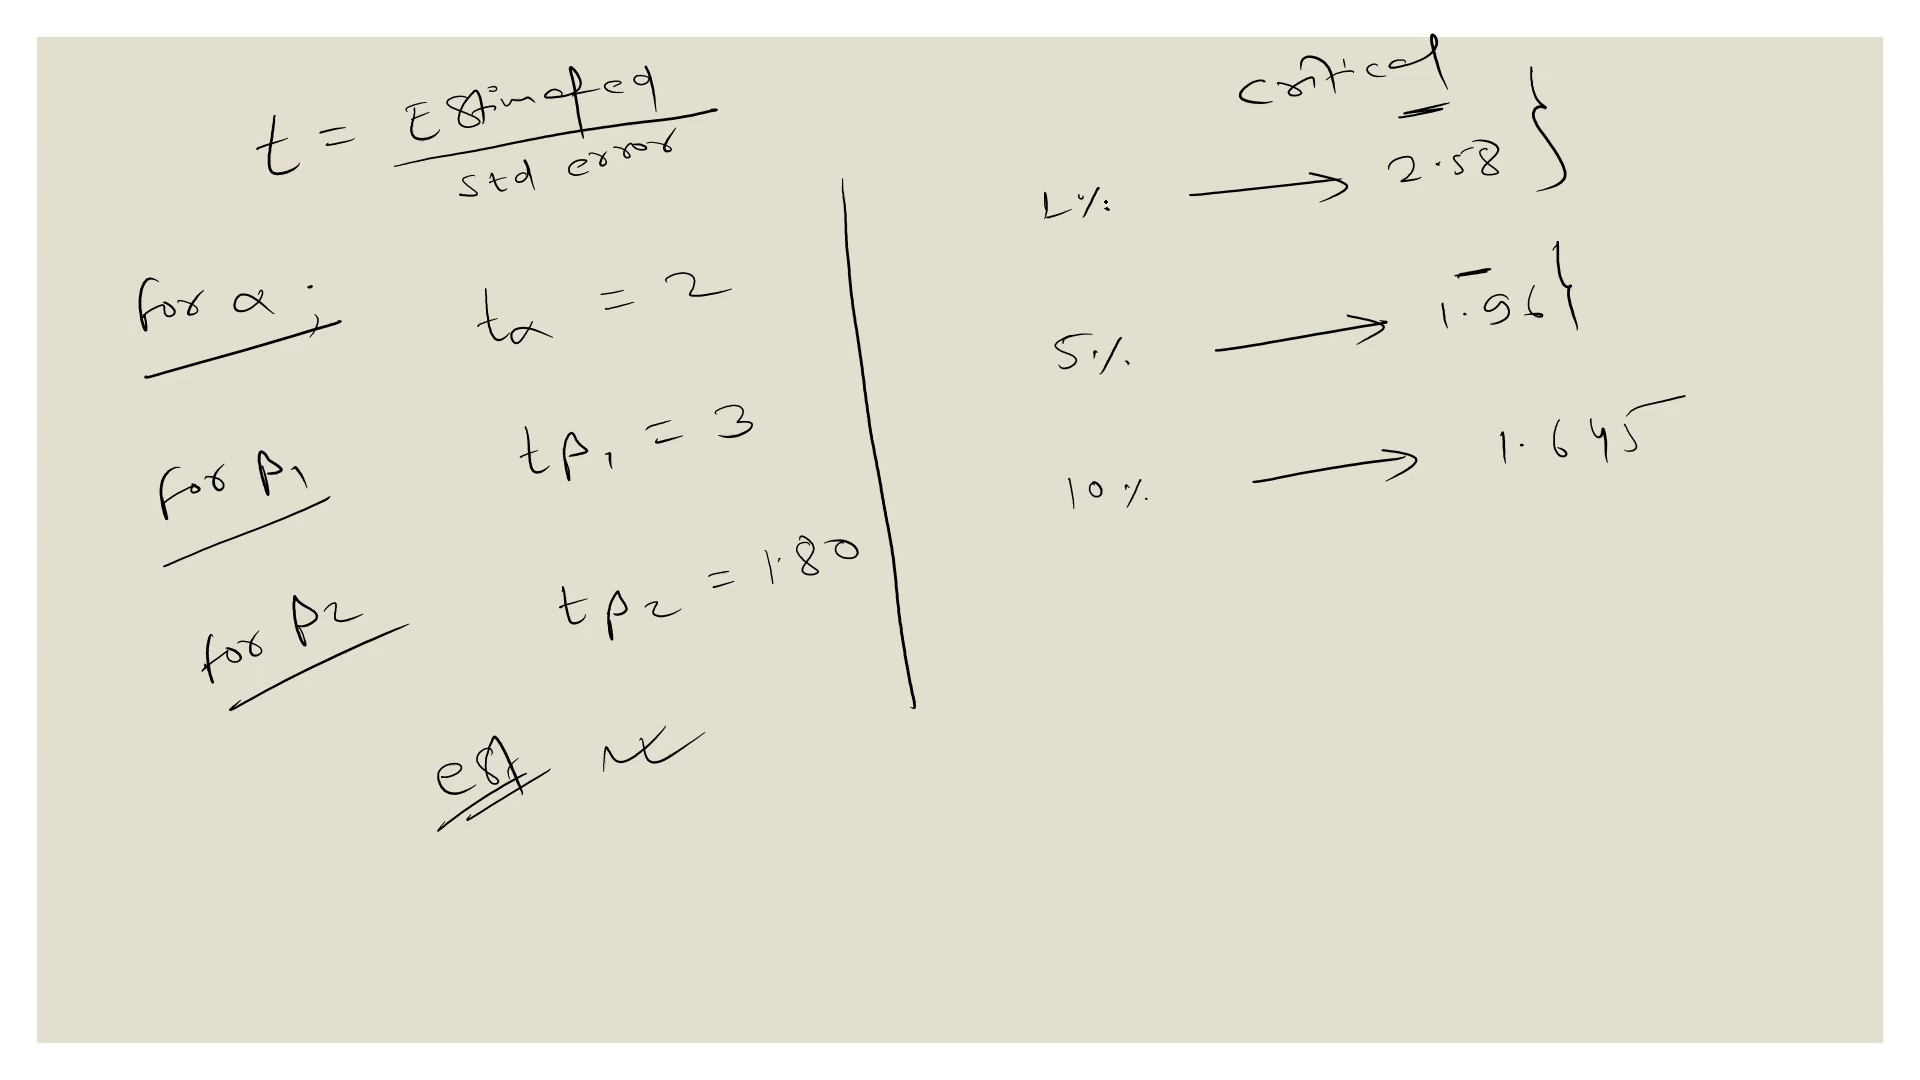 t = Estimated / std error
for α ; tα = 2
for β1 tβ1 = 3
for β2 tβ2 = 1.80
est
critical
1% → 2.58 }
5% → 1.96 }
10% → 1.645